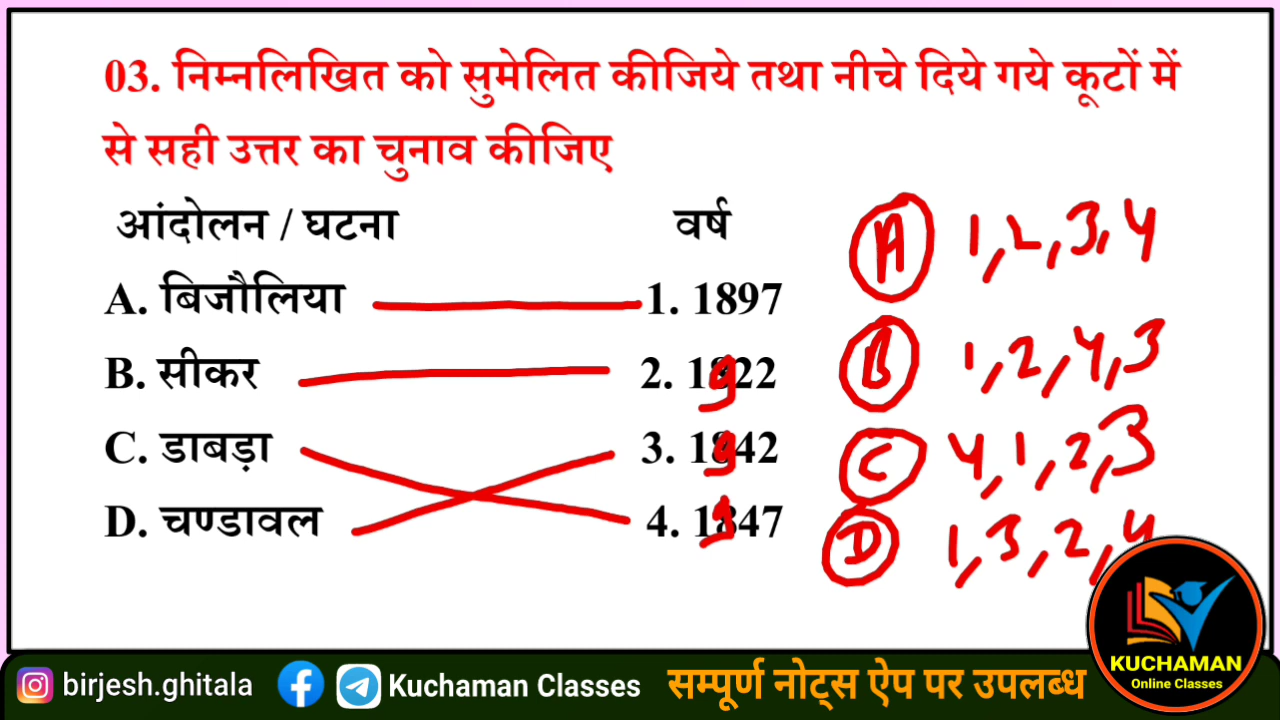 03. निम्नलिखित को सुमेलित कीजिये तथा नीचे दिये गये कूटों में
से सही उत्तर का चुनाव कीजिए
आंदोलन / घटना वर्ष
A. बिजौलिया 1. 1897 A 1,2,3,4
B. सीकर 2. 1922 B 1,2,4,3
C. डाबड़ा 3. 1942 C 4,1,2,3
D. चण्डावल 4. 1947 D 1,3,2,4
KUCHAMAN
Online Classes
birjesh.ghitala Kuchaman Classes सम्पूर्ण नोट्स ऐप पर उपलब्ध